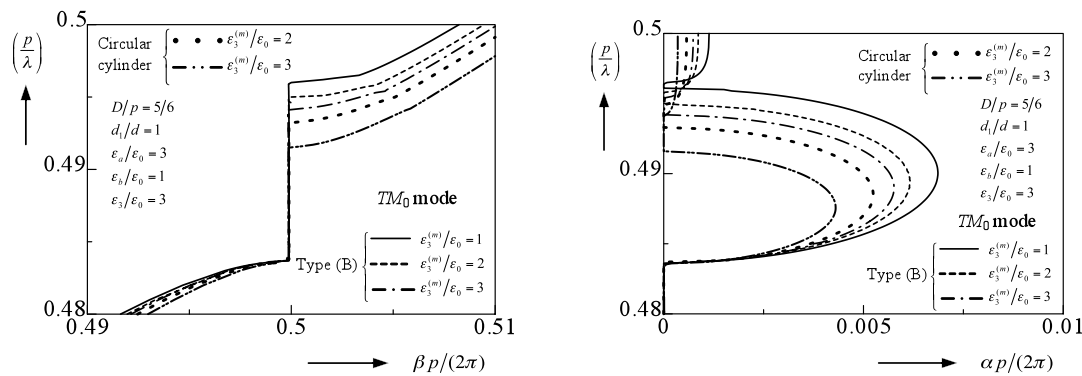 0.5
(p/λ)
Circular cylinder
ε₃⁽ᵐ⁾/ε₀ = 2
ε₃⁽ᵐ⁾/ε₀ = 3
D/p = 5/6
d₁/d = 1
εₐ/ε₀ = 3
ε_b/ε₀ = 1
ε₃/ε₀ = 3
0.49
TM₀ mode
Type (B)
ε₃⁽ᵐ⁾/ε₀ = 1
ε₃⁽ᵐ⁾/ε₀ = 2
ε₃⁽ᵐ⁾/ε₀ = 3
0.48
0.49
0.5
0.51
βp/(2π)
0.5
(p/λ)
Circular cylinder
ε₃⁽ᵐ⁾/ε₀ = 2
ε₃⁽ᵐ⁾/ε₀ = 3
D/p = 5/6
d₁/d = 1
εₐ/ε₀ = 3
ε_b/ε₀ = 1
ε₃/ε₀ = 3
0.49
TM₀ mode
Type (B)
ε₃⁽ᵐ⁾/ε₀ = 1
ε₃⁽ᵐ⁾/ε₀ = 2
ε₃⁽ᵐ⁾/ε₀ = 3
0.48
0
0.005
0.01
αp/(2π)